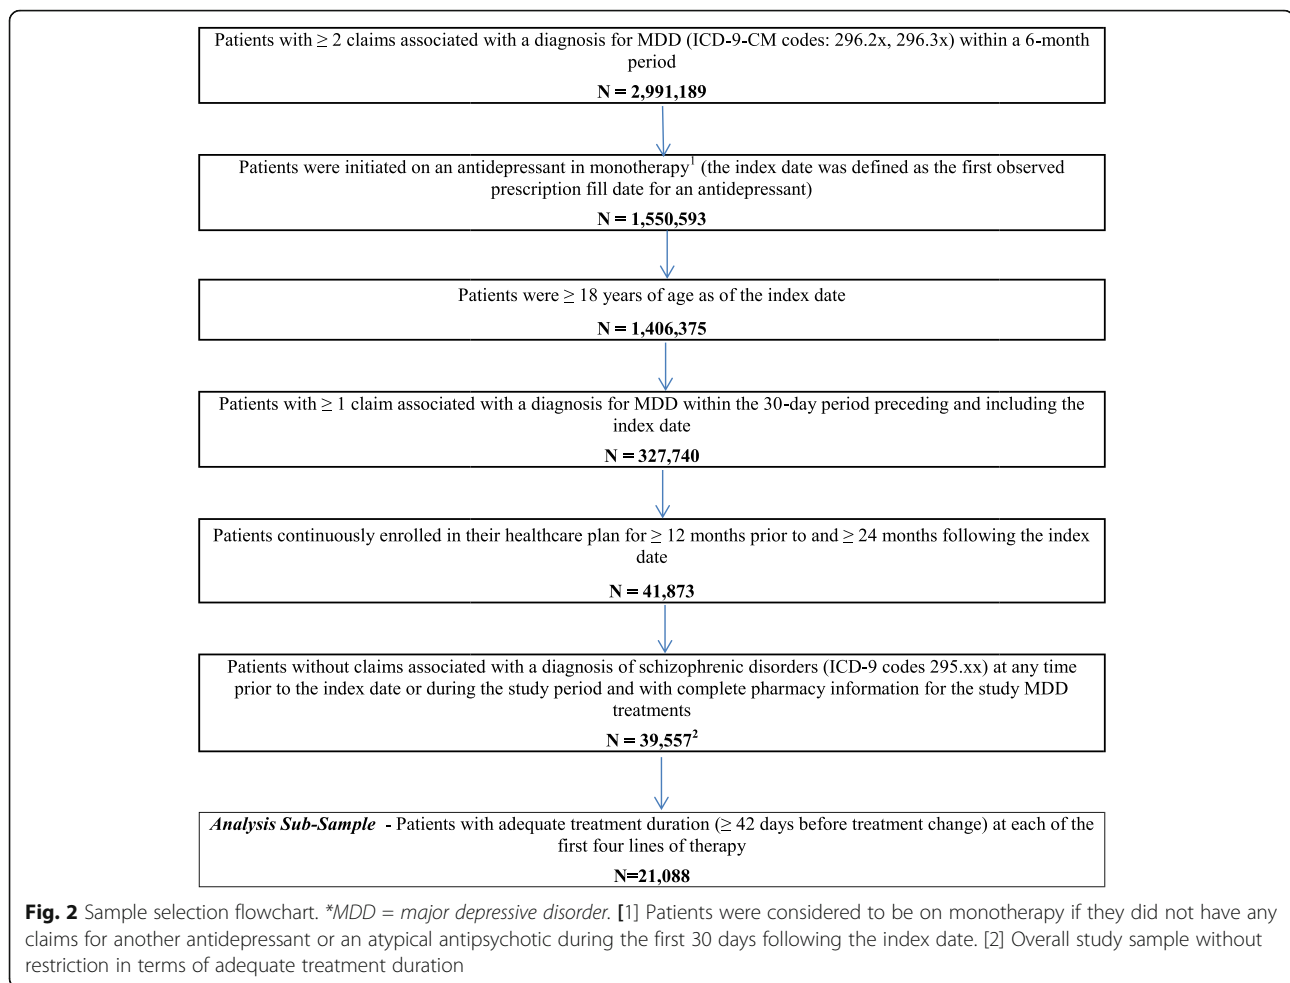 Patients with ≥ 2 claims associated with a diagnosis for MDD (ICD-9-CM codes: 296.2x, 296.3x) within a 6-month
period
N = 2,991,189
Patients were initiated on an antidepressant in monotherapy1 (the index date was defined as the first observed
prescription fill date for an antidepressant)
N = 1,550,593
Patients were ≥ 18 years of age as of the index date
N = 1,406,375
Patients with ≥ 1 claim associated with a diagnosis for MDD within the 30-day period preceding and including the
index date
N = 327,740
Patients continuously enrolled in their healthcare plan for ≥ 12 months prior to and ≥ 24 months following the index
date
N = 41,873
Patients without claims associated with a diagnosis of schizophrenic disorders (ICD-9 codes 295.xx) at any time
prior to the index date or during the study period and with complete pharmacy information for the study MDD
treatments
N = 39,5572
Analysis Sub-Sample - Patients with adequate treatment duration (≥ 42 days before treatment change) at each of the
first four lines of therapy
N=21,088
Fig. 2 Sample selection flowchart. *MDD = major depressive disorder. [1] Patients were considered to be on monotherapy if they did not have any
claims for another antidepressant or an atypical antipsychotic during the first 30 days following the index date. [2] Overall study sample without
restriction in terms of adequate treatment duration